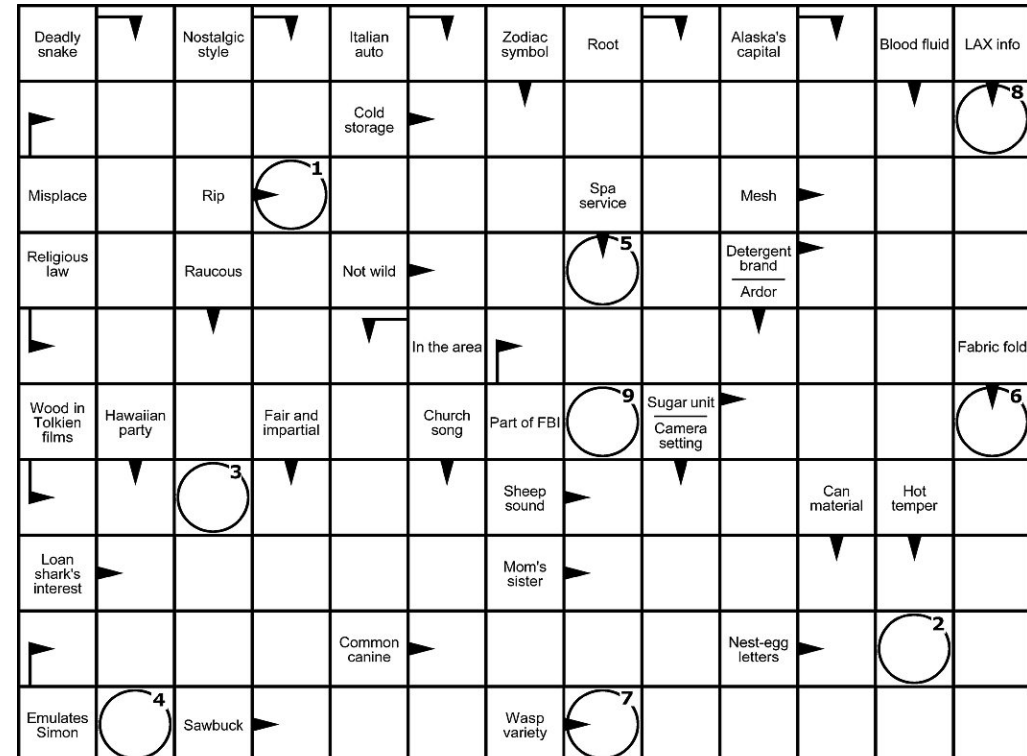 Deadly
snake
Nostalgic
style
Italian
auto
Zodiac
symbol
Root
Alaska's
capital
Blood fluid
LAX info
Cold
storage
8
Misplace
Rip
1
Spa
service
Mesh
Religious
law
Raucous
Not wild
5
Detergent
brand
Ardor
In the area
Fabric fold
Wood in
Tolkien
films
Hawaiian
party
Fair and
impartial
Church
song
Part of FBI
9
Sugar unit
Camera
setting
6
3
Sheep
sound
Can
material
Hot
temper
Loan
shark's
interest
Mom's
sister
Common
canine
Nest-egg
letters
2
Emulates
Simon
4
Sawbuck
Wasp
variety
7